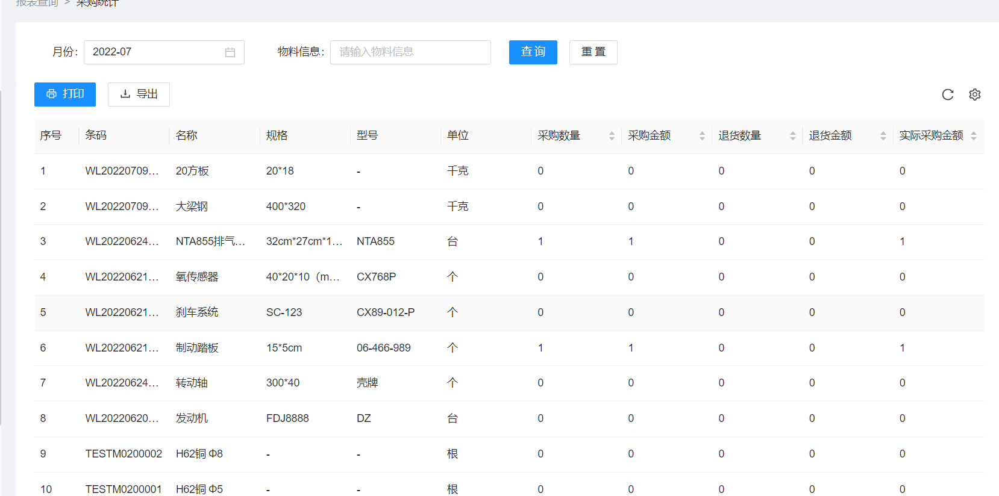 报表查询 > 采购统计
月份: 2022-07 物料信息: 请输入物料信息 查 询 重 置
打印 导出
序号 条码 名称 规格 型号 单位 采购数量 采购金额 退货数量 退货金额 实际采购金额
1 WL20220709... 20方板 20*18 - 千克 0 0 0 0 0
2 WL20220709... 大梁钢 400*320 - 千克 0 0 0 0 0
3 WL20220624... NTA855排气... 32cm*27cm*1... NTA855 台 1 1 0 0 1
4 WL20220621... 氧传感器 40*20*10（m... CX768P 个 0 0 0 0 0
5 WL20220621... 刹车系统 SC-123 CX89-012-P 个 0 0 0 0 0
6 WL20220621... 制动踏板 15*5cm 06-466-989 个 1 1 0 0 1
7 WL20220624... 转动轴 300*40 壳牌 个 0 0 0 0 0
8 WL20220620... 发动机 FDJ8888 DZ 台 0 0 0 0 0
9 TESTM0200002 H62铜 Φ8 - - 根 0 0 0 0 0
10 TESTM0200001 H62铜 Φ5 - - 根 0 0 0 0 0